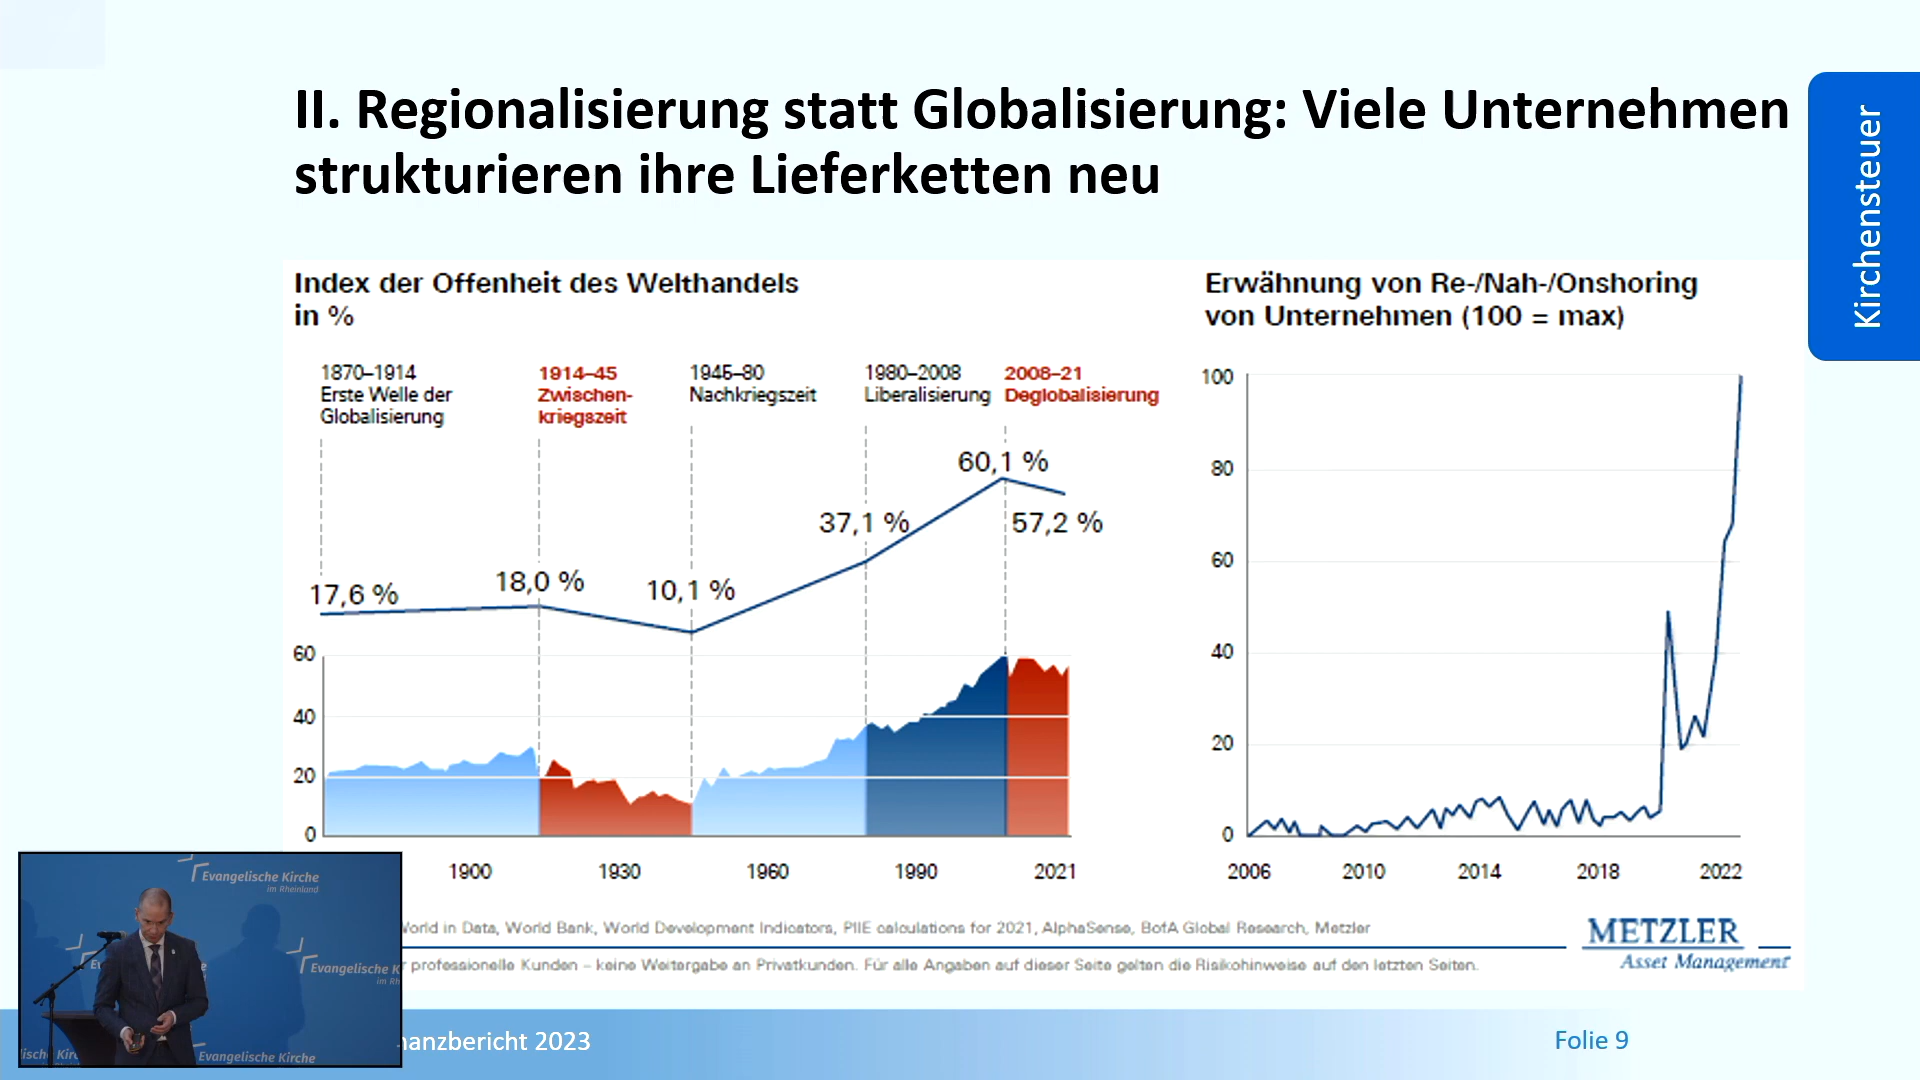 II. Regionalisierung statt Globalisierung: Viele Unternehmen
strukturieren ihre Lieferketten neu
Kirchensteuer
Index der Offenheit des Welthandels
in %
1870–1914
Erste Welle der
Globalisierung
1914–45
Zwischen-
kriegszeit
1945–80
Nachkriegszeit
1980–2008
Liberalisierung
2008–21
Deglobalisierung
17,6 %
18,0 %
10,1 %
37,1 %
60,1 %
57,2 %
60
40
20
0
1900
1930
1960
1990
2021
Erwähnung von Re-/Nah-/Onshoring
von Unternehmen (100 = max)
100
80
60
40
20
0
2006
2010
2014
2018
2022
World in Data, World Bank, World Development Indicators, PIIE calculations for 2021, AlphaSense, BofA Global Research, Metzler
professionelle Kunden – keine Weitergabe an Privatkunden. Für alle Angaben auf dieser Seite gelten die Risikohinweise auf den letzten Seiten.
METZLER
Asset Management
Evangelische Kirche
im Rheinland
Evangelische K
im Rh
Evangelische Kirche
nanzbericht 2023
Folie 9